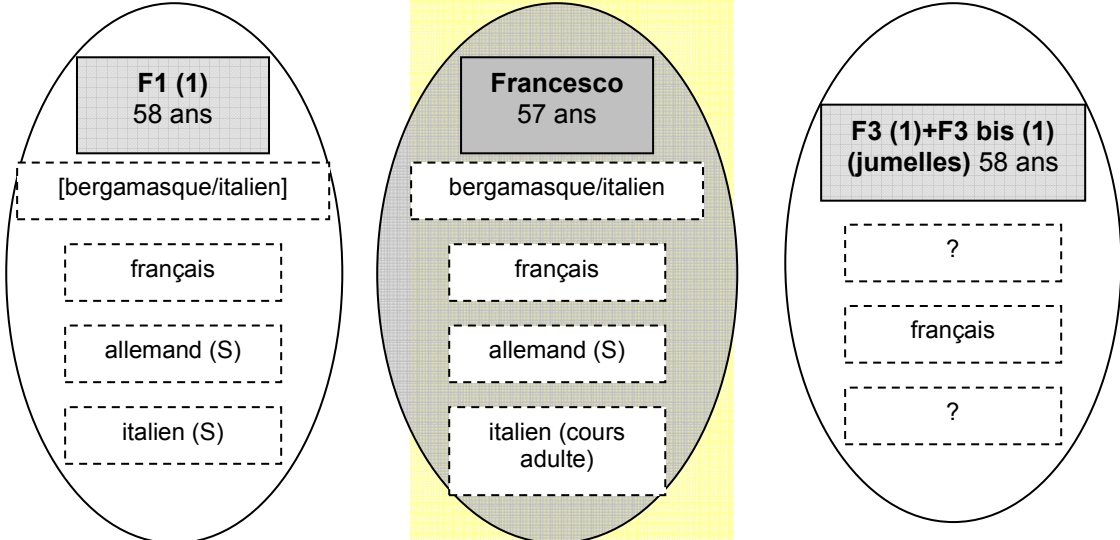 F1 (1)
58 ans
[bergamasque/italien]
français
allemand (S)
italien (S)
Francesco
57 ans
bergamasque/italien
français
allemand (S)
italien (cours
adulte)
F3 (1)+F3 bis (1)
(jumelles) 58 ans
?
français
?